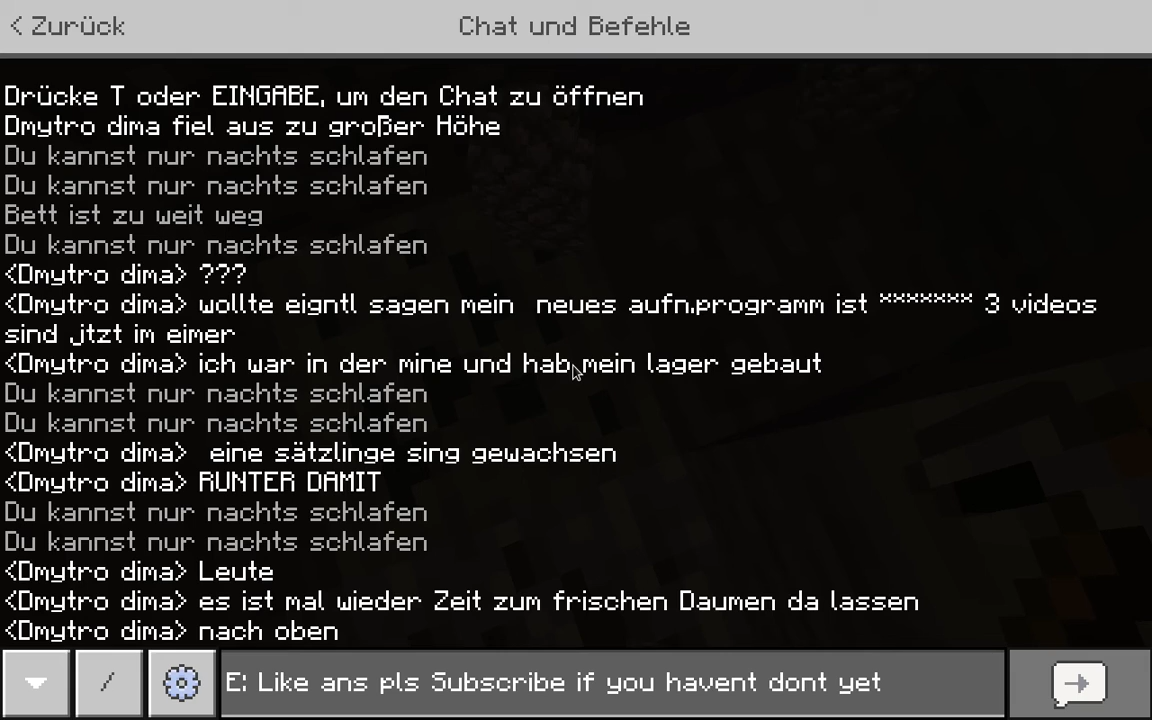 < Zurück
Chat und Befehle
Drücke T oder EINGABE, um den Chat zu öffnen
Dmytro dima fiel aus zu großer Höhe
Du kannst nur nachts schlafen
Du kannst nur nachts schlafen
Bett ist zu weit weg
Du kannst nur nachts schlafen
<Dmytro dima> ???
<Dmytro dima> wollte eigntl sagen mein  neues aufn.programm ist ******* 3 videos
sind ,jtzt im eimer
<Dmytro dima> ich war in der mine und hab mein lager gebaut
Du kannst nur nachts schlafen
Du kannst nur nachts schlafen
<Dmytro dima>  eine sätzlinge sing gewachsen
<Dmytro dima> RUNTER DAMIT
Du kannst nur nachts schlafen
Du kannst nur nachts schlafen
<Dmytro dima> Leute
<Dmytro dima> es ist mal wieder Zeit zum frischen Daumen da lassen
<Dmytro dima> nach oben
/
E: Like ans pls Subscribe if you havent dont yet